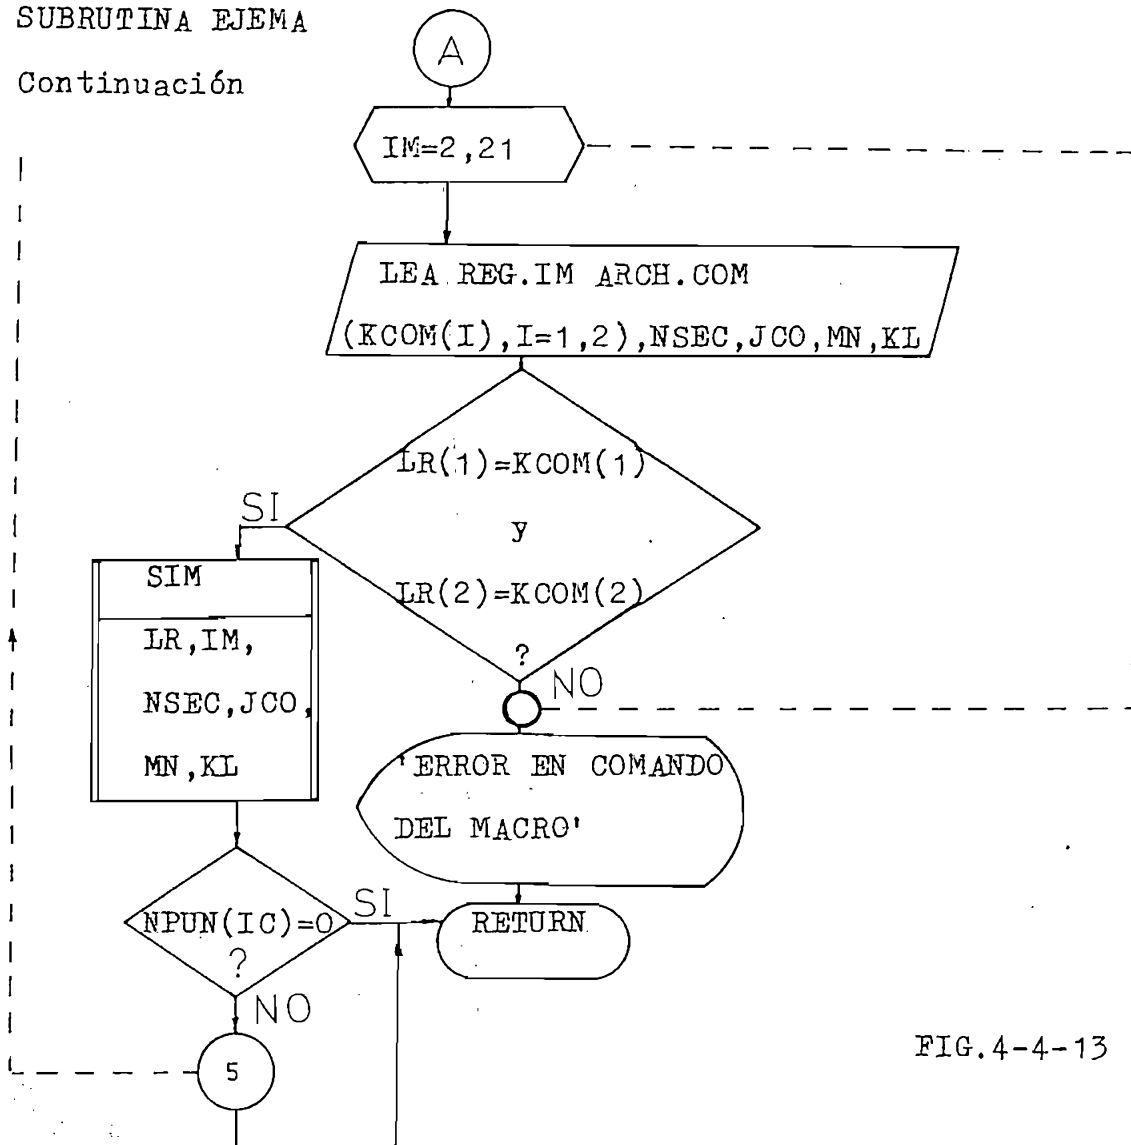 SUBRUTINA EJEMA
Continuación
A
IM=2,21
LEA REG.IM ARCH.COM
(KCOM(I),I=1,2),NSEC,JCO,MN,KL
LR(1)=KCOM(1)
y
LR(2)=KCOM(2)
?
SI
NO
SIM
LR,IM,
NSEC,JCO,
MN,KL
'ERROR EN COMANDO
DEL MACRO'
NPUN(IC)=0
?
SI
RETURN
NO
5
FIG.4-4-13